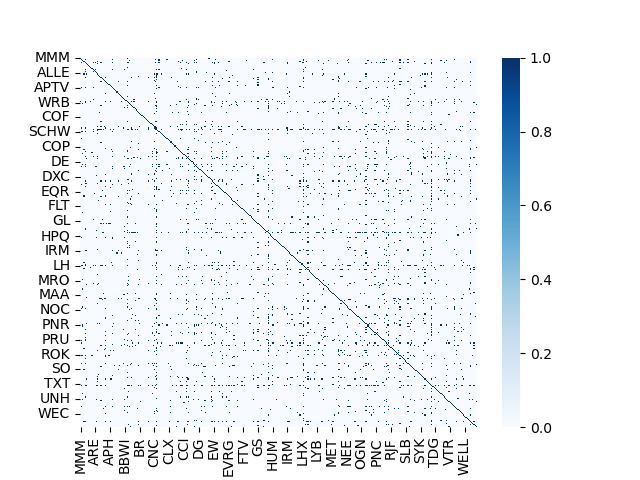 MMM
ALLE
APTV
WRB
COF
SCHW
COP
DE
DXC
EQR
FLT
GL
HPQ
IRM
LH
MRO
MAA
NOC
PNR
PRU
ROK
SO
TXT
UNH
WEC
MMM
ARE
APH
BBWI
BR
CNC
CLX
CCI
DG
EW
EVRG
FTV
GS
HUM
IRM
LHX
LYB
MET
NEE
OGN
PNC
RJF
SLB
SYK
TDG
VTR
WELL
1.0
0.8
0.6
0.4
0.2
0.0